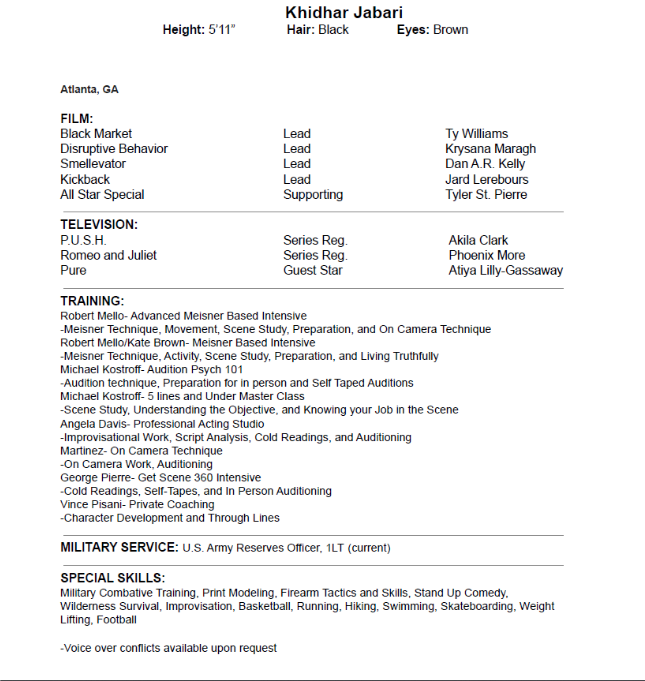 Khidhar Jabari
Height: 5'11" Hair: Black Eyes: Brown
Atlanta, GA
FILM:
Black Market Lead Ty Williams
Disruptive Behavior Lead Krysana Maragh
Smellevator Lead Dan A.R. Kelly
Kickback Lead Jard Lerebours
All Star Special Supporting Tyler St. Pierre
TELEVISION:
P.U.S.H. Series Reg. Akila Clark
Romeo and Juliet Series Reg. Phoenix More
Pure Guest Star Atiya Lilly-Gassaway
TRAINING:
Robert Mello- Advanced Meisner Based Intensive
-Meisner Technique, Movement, Scene Study, Preparation, and On Camera Technique
Robert Mello/Kate Brown- Meisner Based Intensive
-Meisner Technique, Activity, Scene Study, Preparation, and Living Truthfully
Michael Kostroff- Audition Psych 101
-Audition technique, Preparation for in person and Self Taped Auditions
Michael Kostroff- 5 lines and Under Master Class
-Scene Study, Understanding the Objective, and Knowing your Job in the Scene
Angela Davis- Professional Acting Studio
-Improvisational Work, Script Analysis, Cold Readings, and Auditioning
Martinez- On Camera Technique
-On Camera Work, Auditioning
George Pierre- Get Scene 360 Intensive
-Cold Readings, Self-Tapes, and In Person Auditioning
Vince Pisani- Private Coaching
-Character Development and Through Lines
MILITARY SERVICE: U.S. Army Reserves Officer, 1LT (current)
SPECIAL SKILLS:
Military Combative Training, Print Modeling, Firearm Tactics and Skills, Stand Up Comedy,
Wilderness Survival, Improvisation, Basketball, Running, Hiking, Swimming, Skateboarding, Weight
Lifting, Football
-Voice over conflicts available upon request